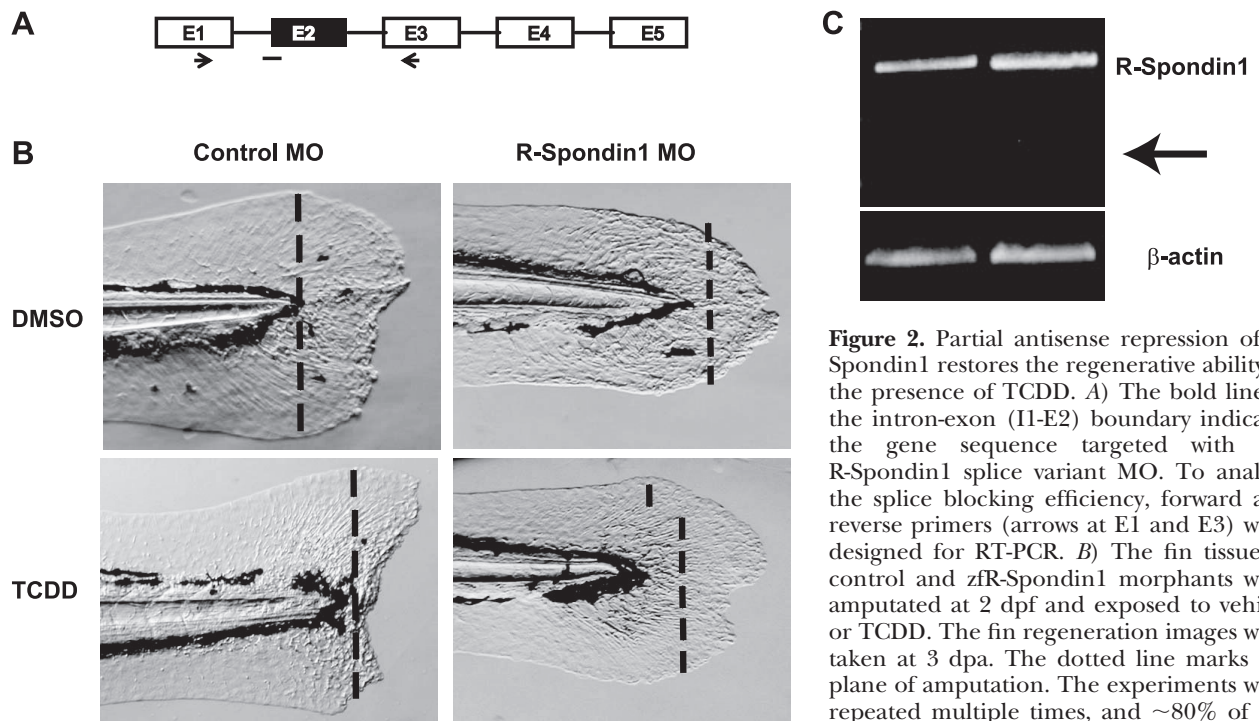 A
E1 E2 E3 E4 E5
B
Control MO R-Spondin1 MO
DMSO
TCDD
C
R-Spondin1
β-actin
Figure 2. Partial antisense repression of
Spondin1 restores the regenerative ability
the presence of TCDD. A) The bold line
the intron-exon (I1-E2) boundary indica
the gene sequence targeted with
R-Spondin1 splice variant MO. To anal
the splice blocking efficiency, forward a
reverse primers (arrows at E1 and E3) w
designed for RT-PCR. B) The fin tissue
control and zfR-Spondin1 morphants w
amputated at 2 dpf and exposed to vehi
or TCDD. The fin regeneration images w
taken at 3 dpa. The dotted line marks
plane of amputation. The experiments w
repeated multiple times, and ~80% of